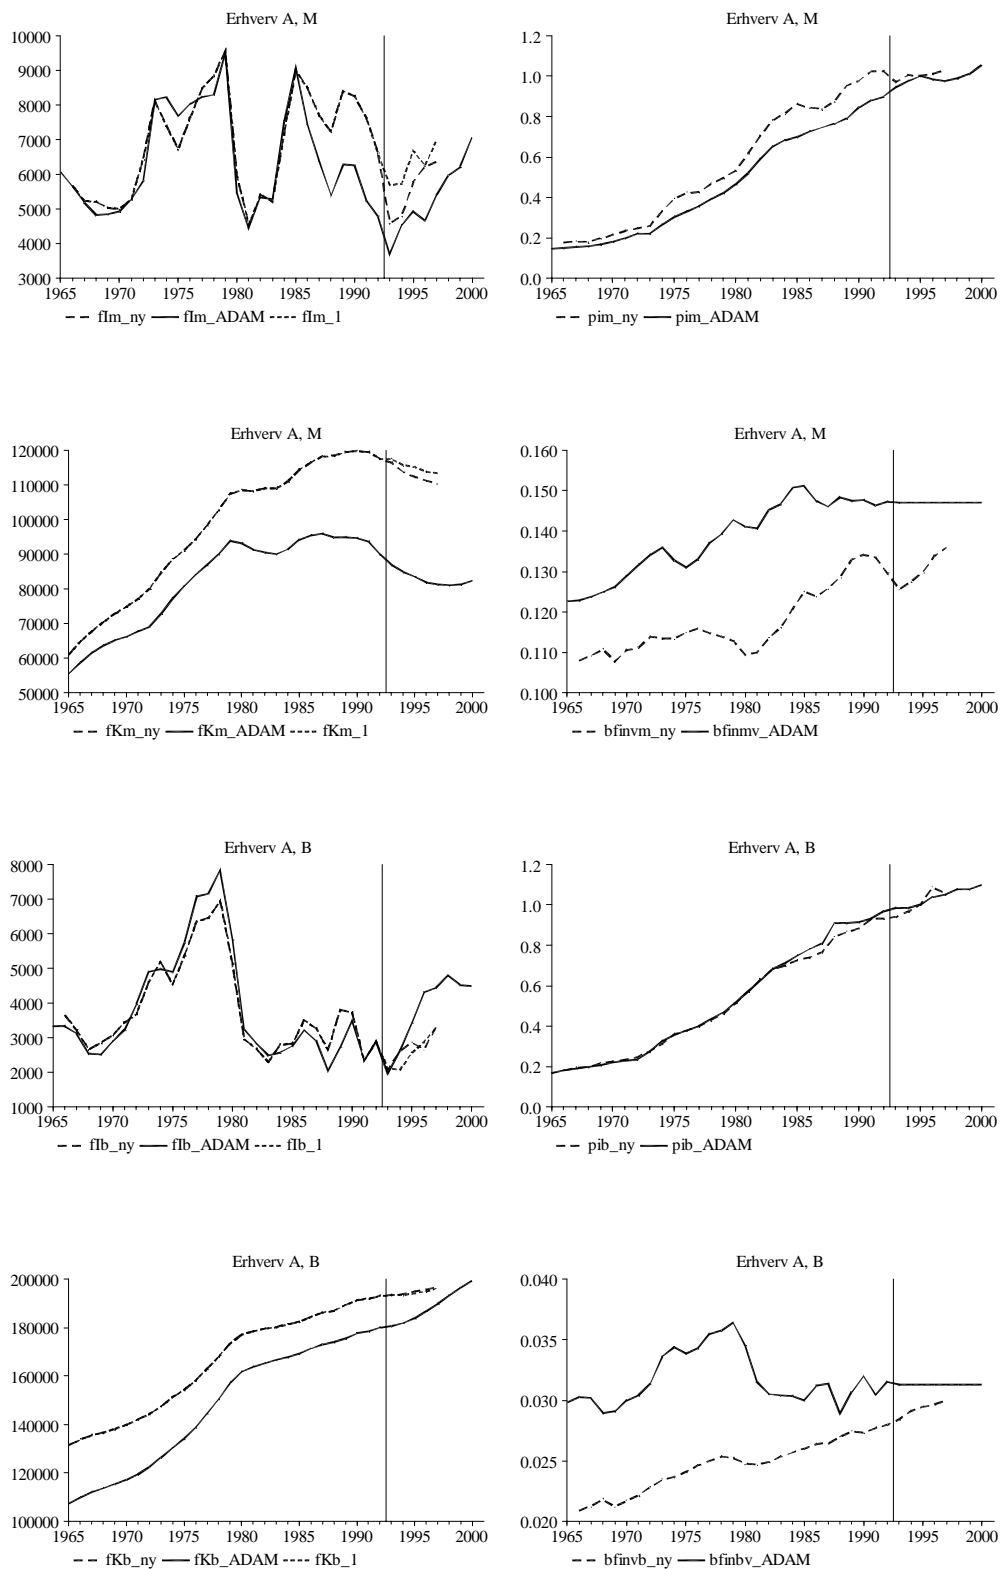 Erhverv A, M
10000
9000
8000
7000
6000
5000
4000
3000
1965 1970 1975 1980 1985 1990 1995 2000
fIm_ny fIm_ADAM fIm_1
Erhverv A, M
1.2
1.0
0.8
0.6
0.4
0.2
0.0
1965 1970 1975 1980 1985 1990 1995 2000
pim_ny pim_ADAM
Erhverv A, M
120000
110000
100000
90000
80000
70000
60000
50000
1965 1970 1975 1980 1985 1990 1995 2000
fKm_ny fKm_ADAM fKm_1
Erhverv A, M
0.160
0.150
0.140
0.130
0.120
0.110
0.100
1965 1970 1975 1980 1985 1990 1995 2000
bfinvm_ny bfinmv_ADAM
Erhverv A, B
8000
7000
6000
5000
4000
3000
2000
1000
1965 1970 1975 1980 1985 1990 1995 2000
fIb_ny fIb_ADAM fIb_1
Erhverv A, B
1.2
1.0
0.8
0.6
0.4
0.2
0.0
1965 1970 1975 1980 1985 1990 1995 2000
pib_ny pib_ADAM
Erhverv A, B
200000
180000
160000
140000
120000
100000
1965 1970 1975 1980 1985 1990 1995 2000
fKb_ny fKb_ADAM fKb_1
Erhverv A, B
0.040
0.035
0.030
0.025
0.020
1965 1970 1975 1980 1985 1990 1995 2000
bfinvb_ny bfinbv_ADAM